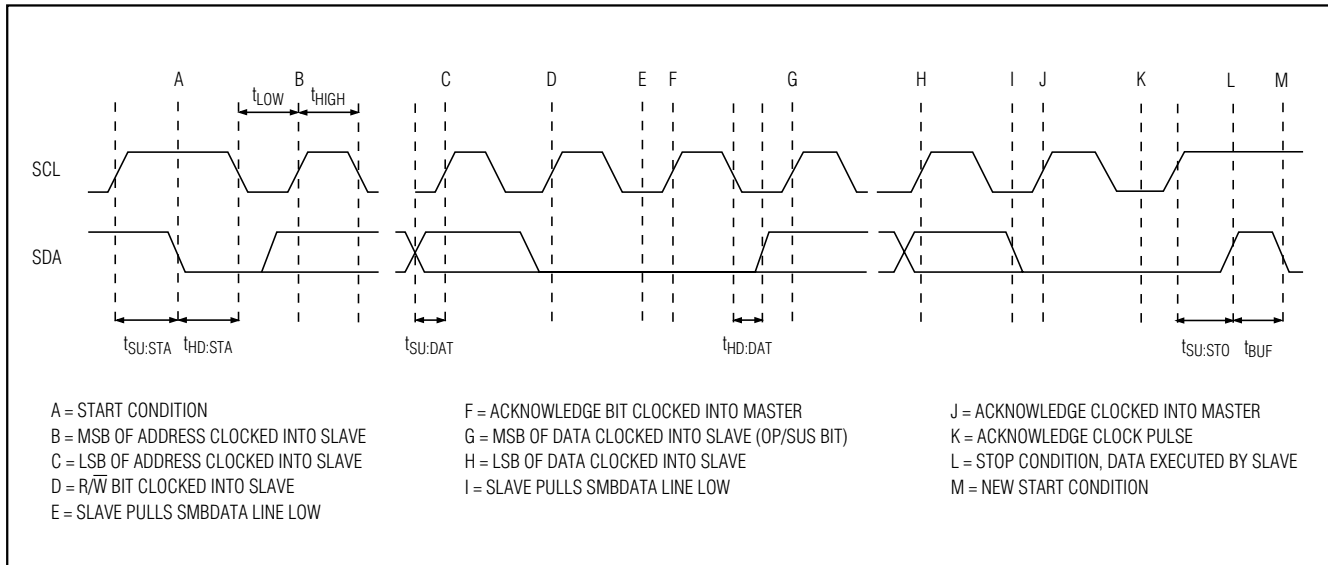 A B C D E F G H I J K L M
tLOW tHIGH
SCL
SDA
tSU:STA tHD:STA tSU:DAT tHD:DAT tSU:STO tBUF
A = START CONDITION
B = MSB OF ADDRESS CLOCKED INTO SLAVE
C = LSB OF ADDRESS CLOCKED INTO SLAVE
D = R/W̅ BIT CLOCKED INTO SLAVE
E = SLAVE PULLS SMBDATA LINE LOW
F = ACKNOWLEDGE BIT CLOCKED INTO MASTER
G = MSB OF DATA CLOCKED INTO SLAVE (OP/SUS BIT)
H = LSB OF DATA CLOCKED INTO SLAVE
I = SLAVE PULLS SMBDATA LINE LOW
J = ACKNOWLEDGE CLOCKED INTO MASTER
K = ACKNOWLEDGE CLOCK PULSE
L = STOP CONDITION, DATA EXECUTED BY SLAVE
M = NEW START CONDITION